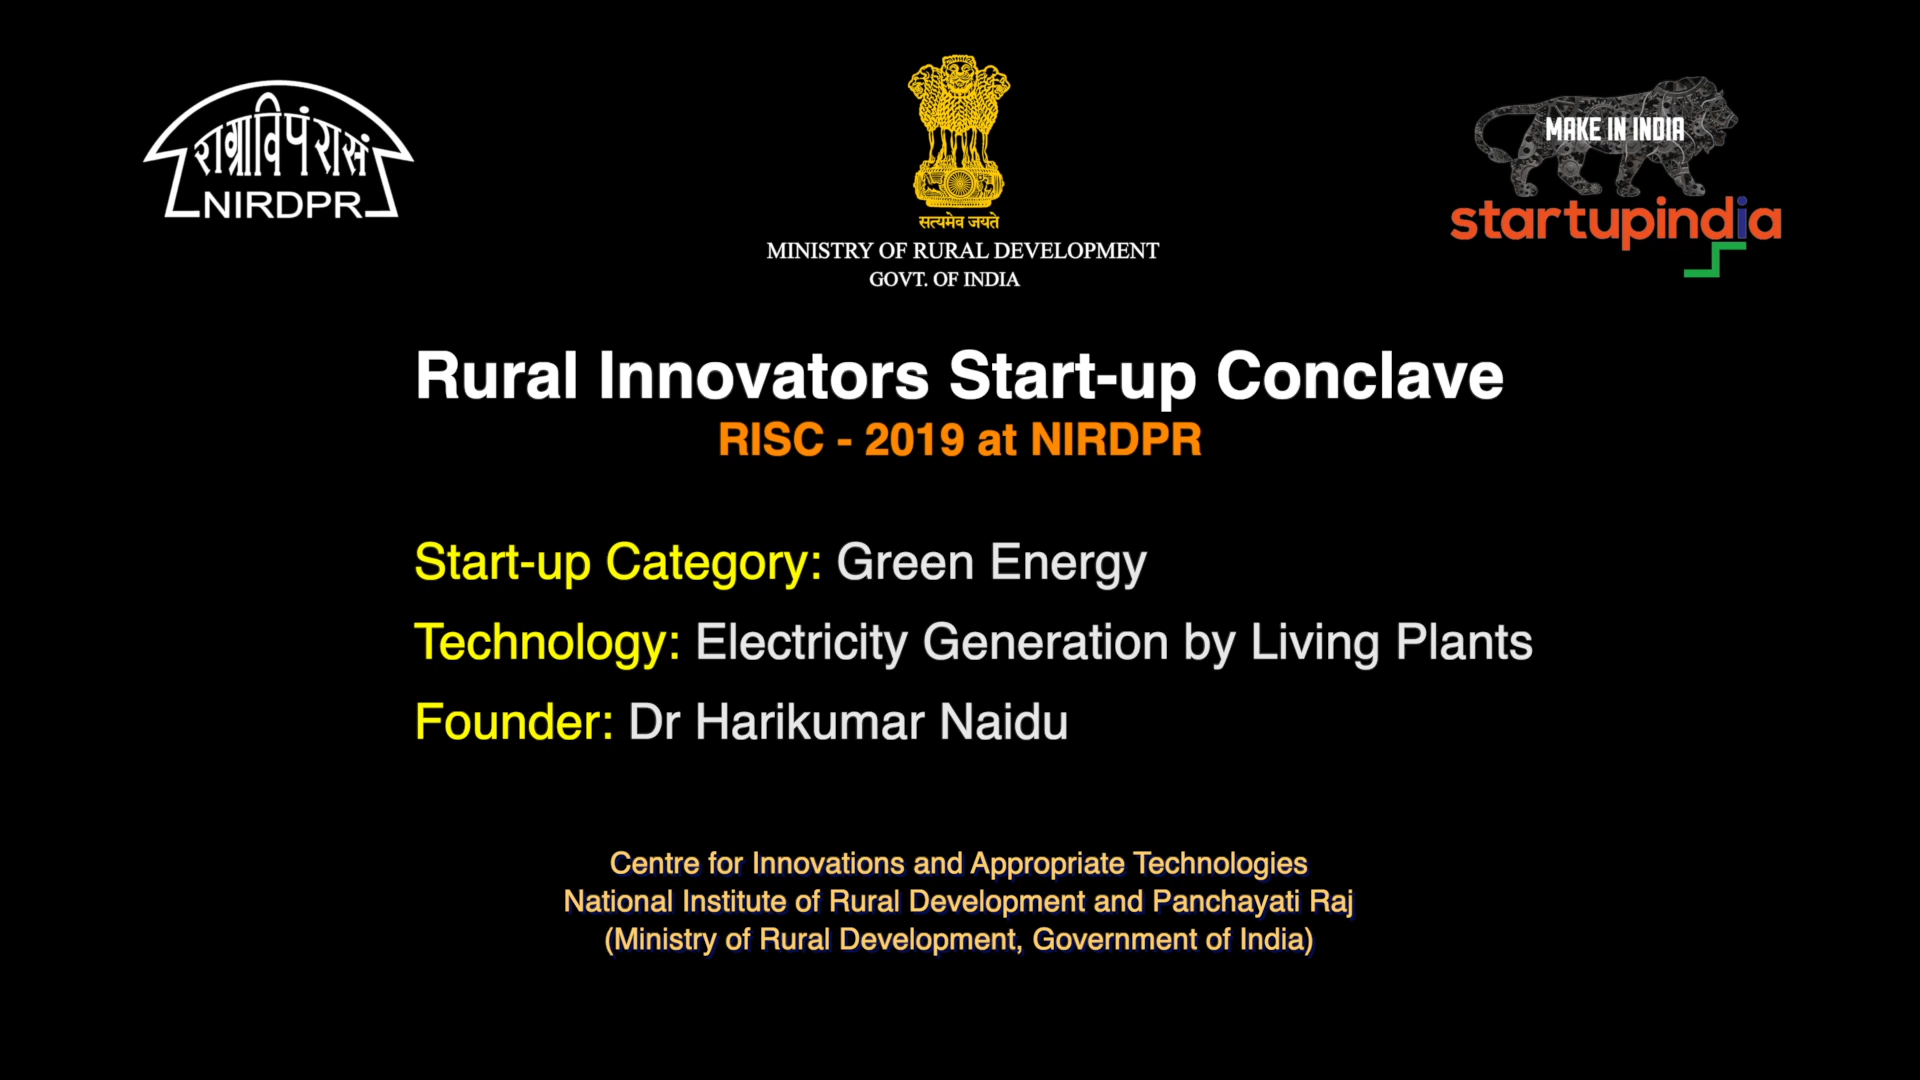 राग्राविपंरासं
NIRDPR
सत्यमेव जयते
MINISTRY OF RURAL DEVELOPMENT
GOVT. OF INDIA
MAKE IN INDIA
startupindia
Rural Innovators Start-up Conclave
RISC - 2019 at NIRDPR
Start-up Category: Green Energy
Technology: Electricity Generation by Living Plants
Founder: Dr Harikumar Naidu
Centre for Innovations and Appropriate Technologies
National Institute of Rural Development and Panchayati Raj
(Ministry of Rural Development, Government of India)